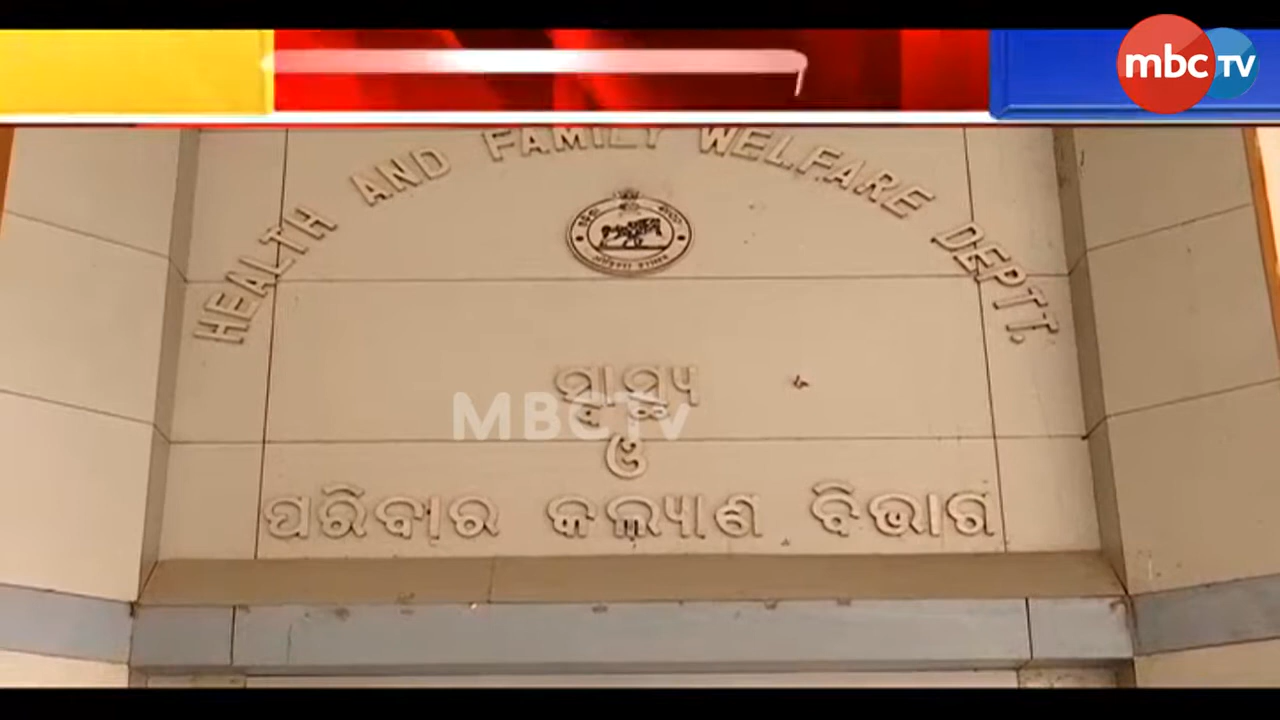 mbc TV
HEALTH AND FAMILY WELFARE DEPTT.
ସ୍ୱାସ୍ଥ୍ୟ
MBCTv
ଓ
ପରିବାର କଲ୍ୟାଣ ବିଭାଗ